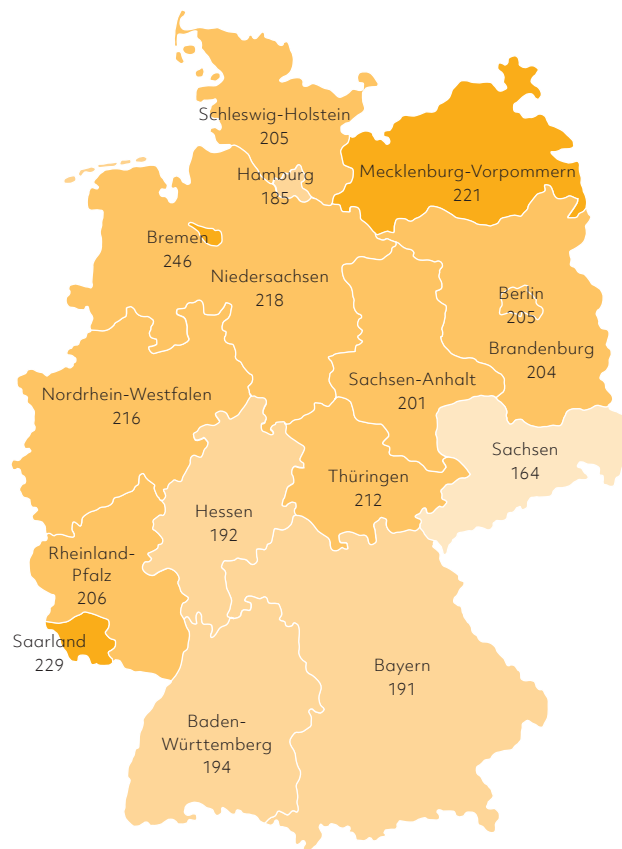 Schleswig-Holstein
205
Hamburg
185
Mecklenburg-Vorpommern
221
Bremen
246
Niedersachsen
218
Berlin
205
Brandenburg
204
Nordrhein-Westfalen
216
Sachsen-Anhalt
201
Sachsen
164
Thüringen
212
Hessen
192
Rheinland-
Pfalz
206
Saarland
229
Bayern
191
Baden-
Württemberg
194